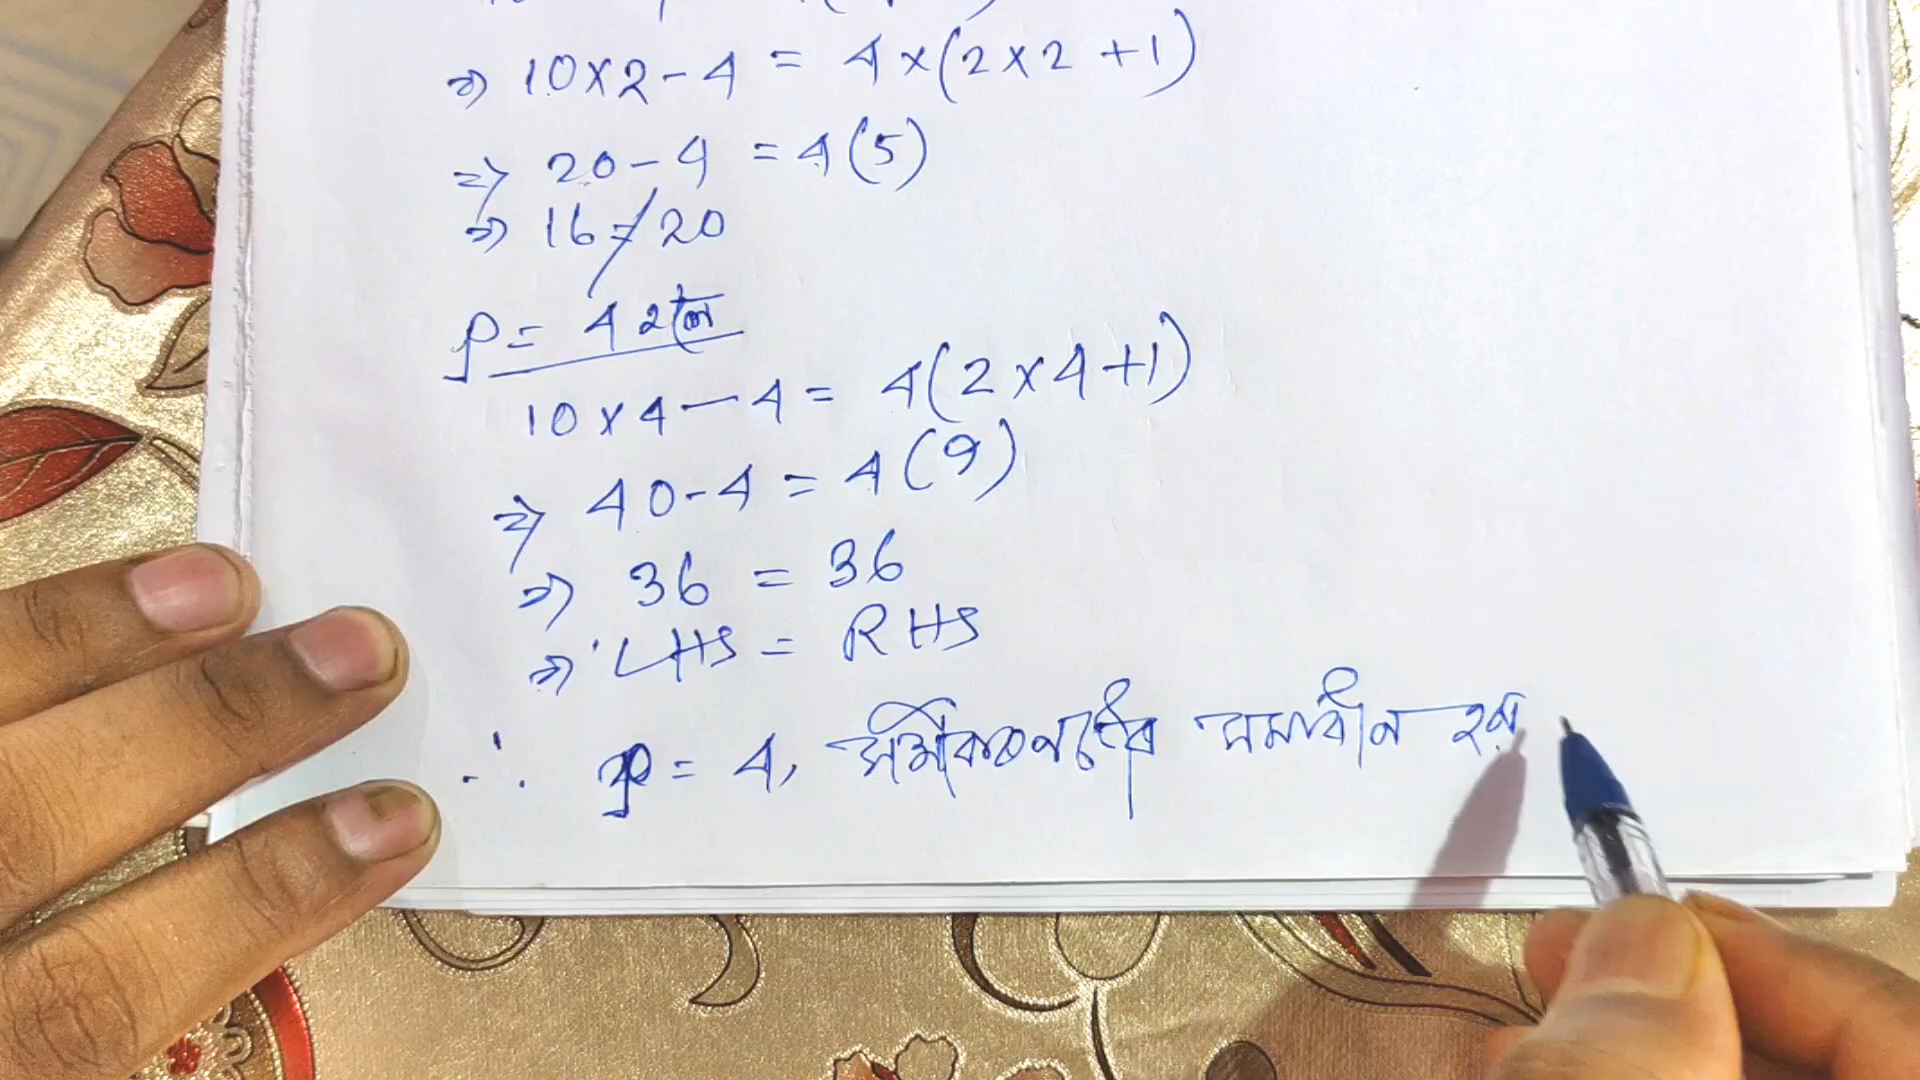 ⇒ 10×2-4 = 4×(2×2+1)
⇒ 20-4 = 4(5)
⇒ 16≠20
p = 4 হলে
10×4-4 = 4(2×4+1)
⇒ 40-4 = 4(9)
⇒ 36 = 36
⇒ LHS = RHS
∴ p = 4, সমীকরণটোৰ সমাধান হয়